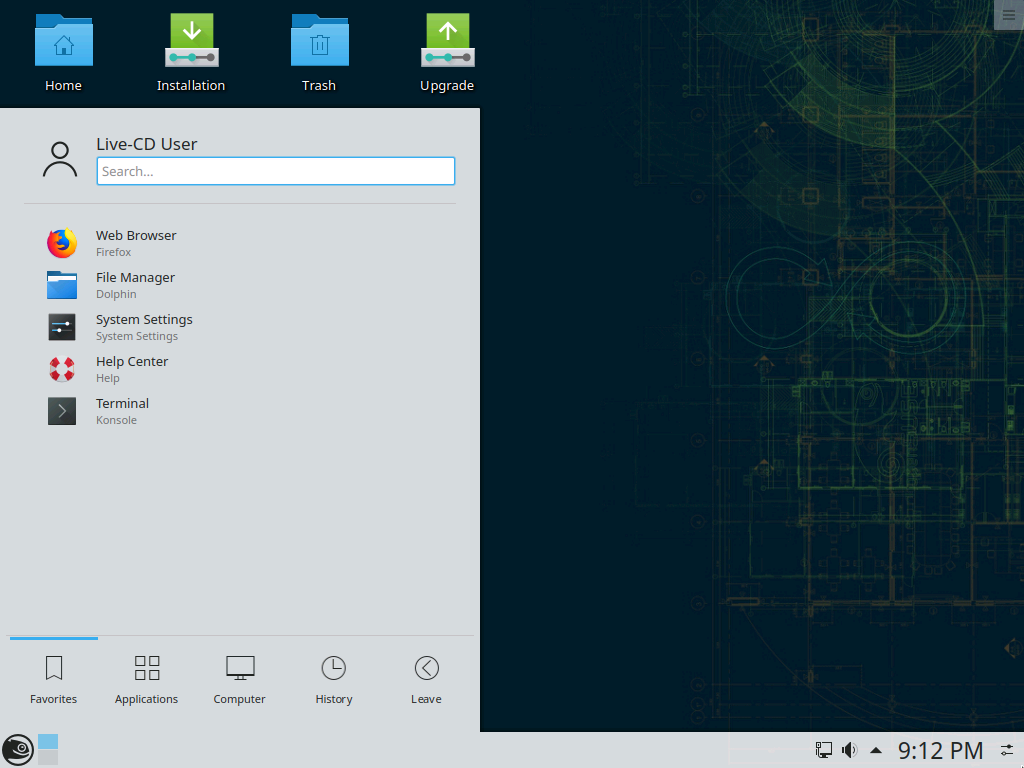 Home
Installation
Trash
Upgrade
Live-CD User
Search...
Web Browser
Firefox
File Manager
Dolphin
System Settings
System Settings
Help Center
Help
Terminal
Konsole
Favorites
Applications
Computer
History
Leave
9:12 PM